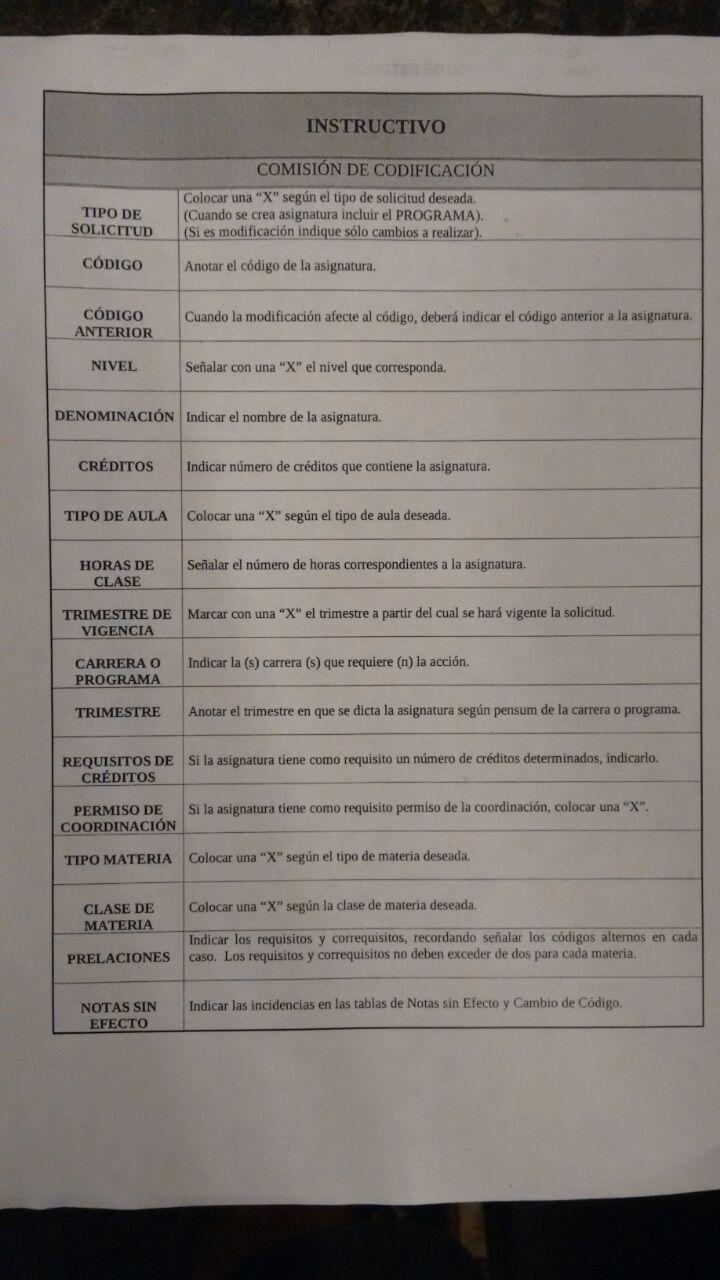 INSTRUCTIVO
COMISIÓN DE CODIFICACIÓN
TIPO DE
SOLICITUD
Colocar una “X” según el tipo de solicitud deseada.
(Cuando se crea asignatura incluir el PROGRAMA).
(Si es modificación indique sólo cambios a realizar).
CÓDIGO
Anotar el código de la asignatura.
CÓDIGO
ANTERIOR
Cuando la modificación afecte al código, deberá indicar el código anterior a la asignatura.
NIVEL
Señalar con una “X” el nivel que corresponda.
DENOMINACIÓN
Indicar el nombre de la asignatura.
CRÉDITOS
Indicar número de créditos que contiene la asignatura.
TIPO DE AULA
Colocar una “X” según el tipo de aula deseada.
HORAS DE
CLASE
Señalar el número de horas correspondientes a la asignatura.
TRIMESTRE DE
VIGENCIA
Marcar con una “X” el trimestre a partir del cual se hará vigente la solicitud.
CARRERA O
PROGRAMA
Indicar la (s) carrera (s) que requiere (n) la acción.
TRIMESTRE
Anotar el trimestre en que se dicta la asignatura según pensum de la carrera o programa.
REQUISITOS DE
CRÉDITOS
Si la asignatura tiene como requisito un número de créditos determinados, indicarlo.
PERMISO DE
COORDINACIÓN
Si la asignatura tiene como requisito permiso de la coordinación, colocar una “X”.
TIPO MATERIA
Colocar una “X” según el tipo de materia deseada.
CLASE DE
MATERIA
Colocar una “X” según la clase de materia deseada.
PRELACIONES
Indicar los requisitos y correquisitos, recordando señalar los códigos alternos en cada
caso. Los requisitos y correquisitos no deben exceder de dos para cada materia.
NOTAS SIN
EFECTO
Indicar las incidencias en las tablas de Notas sin Efecto y Cambio de Código.